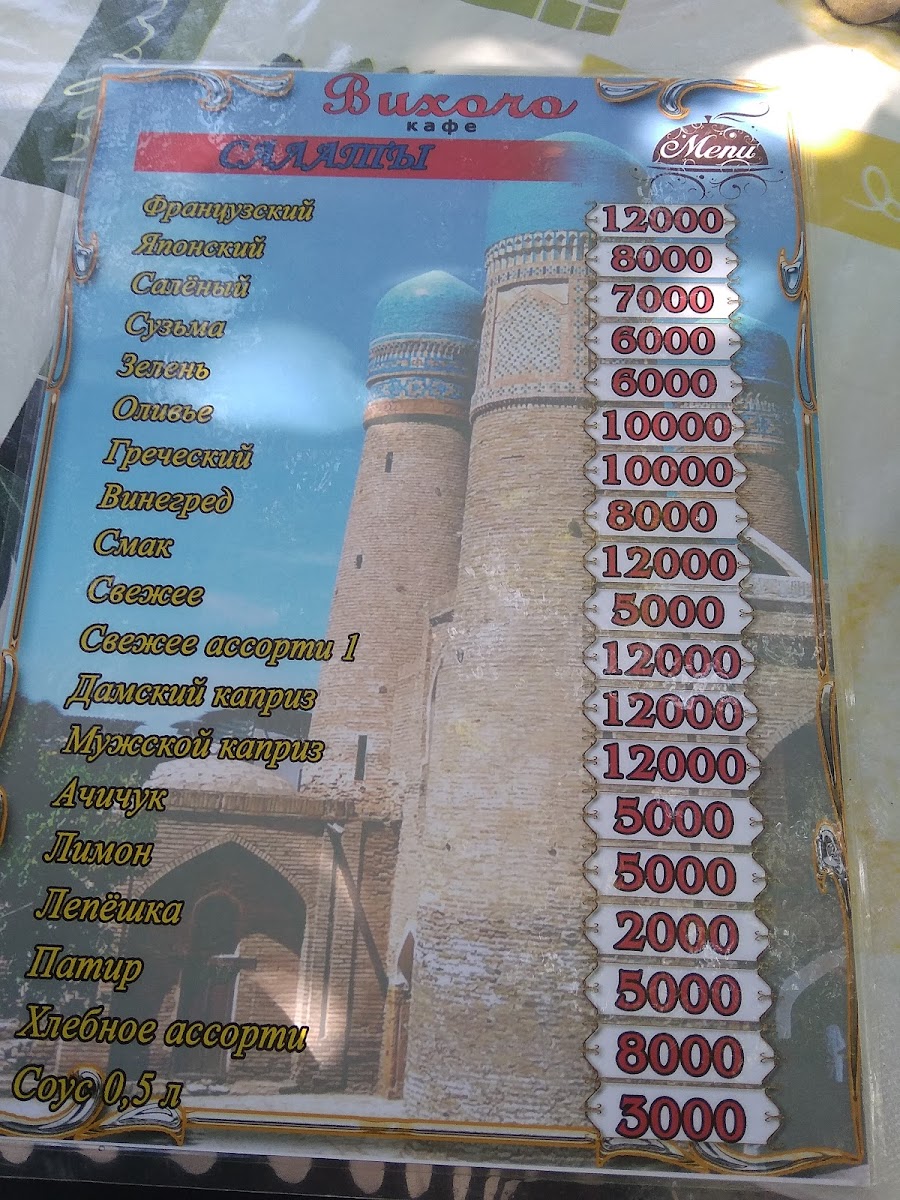 Вихого
кафе
Menu
САЛАТЫ
Французский 12000
Японский 8000
Салёный 7000
Сузьма 6000
Зелень 6000
Оливье 10000
Греческий 10000
Винегред 8000
Смак 12000
Свежее 5000
Свежее ассорти 1 12000
Дамский каприз 12000
Мужской каприз 12000
Ачичук 5000
Лимон 5000
Лепёшка 2000
Патир 5000
Хлебное ассорти 8000
Соус 0,5 л 3000